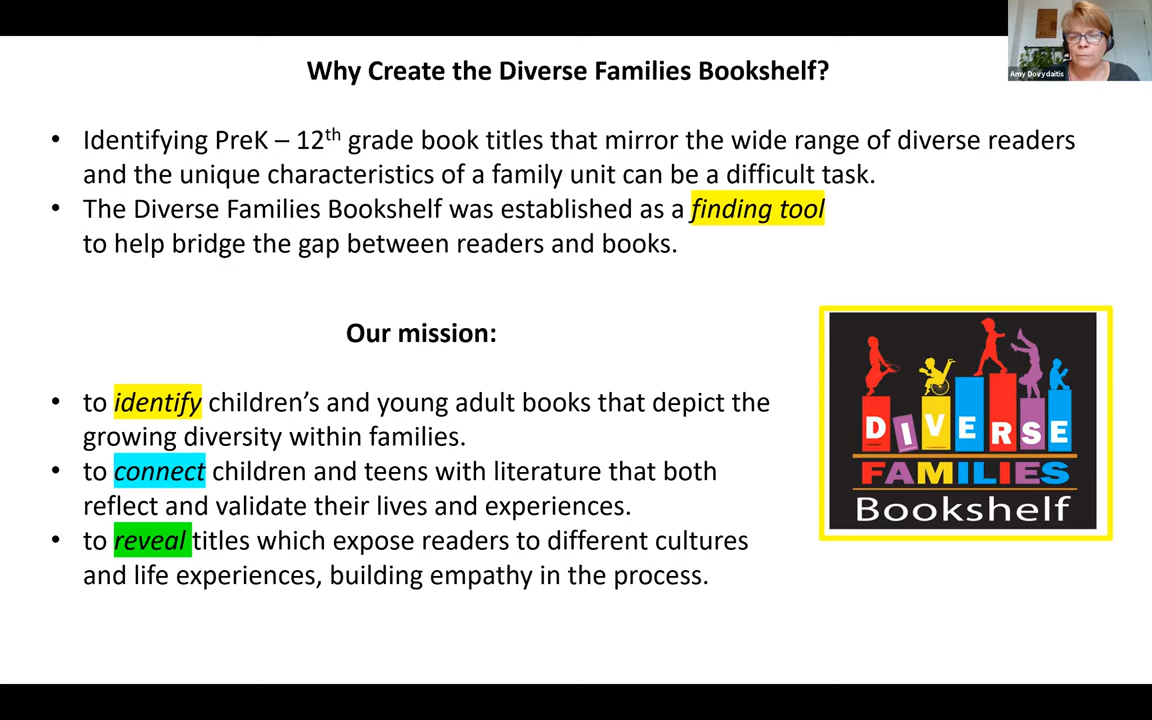 Amy Dovydaitis
Why Create the Diverse Families Bookshelf?
• Identifying PreK – 12th grade book titles that mirror the wide range of diverse readers
and the unique characteristics of a family unit can be a difficult task.
• The Diverse Families Bookshelf was established as a finding tool
to help bridge the gap between readers and books.
Our mission:
• to identify children’s and young adult books that depict the
growing diversity within families.
• to connect children and teens with literature that both
reflect and validate their lives and experiences.
• to reveal titles which expose readers to different cultures
and life experiences, building empathy in the process.
DIVERSE
FAMILIES
Bookshelf